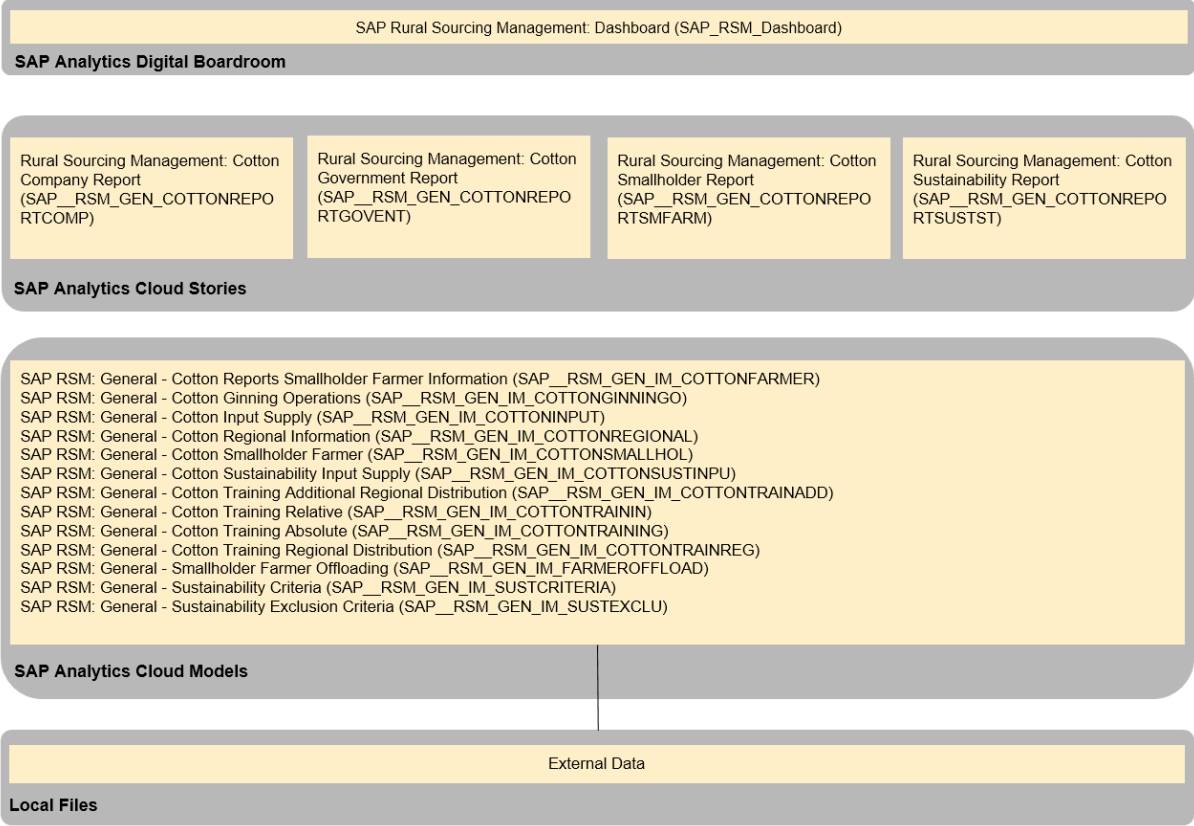 SAP Rural Sourcing Management: Dashboard (SAP_RSM_Dashboard)
SAP Analytics Digital Boardroom
Rural Sourcing Management: Cotton
Company Report
(SAP__RSM_GEN_COTTONREPO
RTCOMP)
Rural Sourcing Management: Cotton
Government Report
(SAP__RSM_GEN_COTTONREPO
RTGOVENT)
Rural Sourcing Management: Cotton
Smallholder Report
(SAP__RSM_GEN_COTTONREPO
RTSMFARM)
Rural Sourcing Management: Cotton
Sustainability Report
(SAP__RSM_GEN_COTTONREPO
RTSUSTST)
SAP Analytics Cloud Stories
SAP RSM: General - Cotton Reports Smallholder Farmer Information (SAP__RSM_GEN_IM_COTTONFARMER)
SAP RSM: General - Cotton Ginning Operations (SAP__RSM_GEN_IM_COTTONGINNINGO)
SAP RSM: General - Cotton Input Supply (SAP__RSM_GEN_IM_COTTONINPUT)
SAP RSM: General - Cotton Regional Information (SAP__RSM_GEN_IM_COTTONREGIONAL)
SAP RSM: General - Cotton Smallholder Farmer (SAP__RSM_GEN_IM_COTTONSMALLHOL)
SAP RSM: General - Cotton Sustainability Input Supply (SAP__RSM_GEN_IM_COTTONSUSTINPU)
SAP RSM: General - Cotton Training Additional Regional Distribution (SAP__RSM_GEN_IM_COTTONTRAINADD)
SAP RSM: General - Cotton Training Relative (SAP__RSM_GEN_IM_COTTONTRAININ)
SAP RSM: General - Cotton Training Absolute (SAP__RSM_GEN_IM_COTTONTRAINING)
SAP RSM: General - Cotton Training Regional Distribution (SAP__RSM_GEN_IM_COTTONTRAINREG)
SAP RSM: General - Smallholder Farmer Offloading (SAP__RSM_GEN_IM_FARMEROFFLOAD)
SAP RSM: General - Sustainability Criteria (SAP__RSM_GEN_IM_SUSTCRITERIA)
SAP RSM: General - Sustainability Exclusion Criteria (SAP__RSM_GEN_IM_SUSTEXCLU)
SAP Analytics Cloud Models
External Data
Local Files